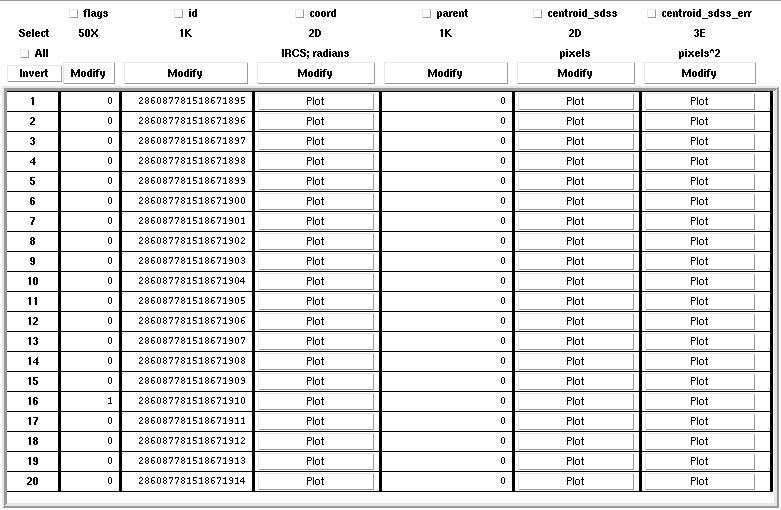 flags id coord parent centroid_sdss centroid_sdss_err
Select 50X 1K 2D 1K 2D 3E
All IRCS; radians pixels pixels^2
Invert Modify Modify Modify Modify Modify Modify
1 0 286087781518671895 Plot 0 Plot Plot
2 0 286087781518671896 Plot 0 Plot Plot
3 0 286087781518671897 Plot 0 Plot Plot
4 0 286087781518671898 Plot 0 Plot Plot
5 0 286087781518671899 Plot 0 Plot Plot
6 0 286087781518671900 Plot 0 Plot Plot
7 0 286087781518671901 Plot 0 Plot Plot
8 0 286087781518671902 Plot 0 Plot Plot
9 0 286087781518671903 Plot 0 Plot Plot
10 0 286087781518671904 Plot 0 Plot Plot
11 0 286087781518671905 Plot 0 Plot Plot
12 0 286087781518671906 Plot 0 Plot Plot
13 0 286087781518671907 Plot 0 Plot Plot
14 0 286087781518671908 Plot 0 Plot Plot
15 0 286087781518671909 Plot 0 Plot Plot
16 1 286087781518671910 Plot 0 Plot Plot
17 0 286087781518671911 Plot 0 Plot Plot
18 0 286087781518671912 Plot 0 Plot Plot
19 0 286087781518671913 Plot 0 Plot Plot
20 0 286087781518671914 Plot 0 Plot Plot